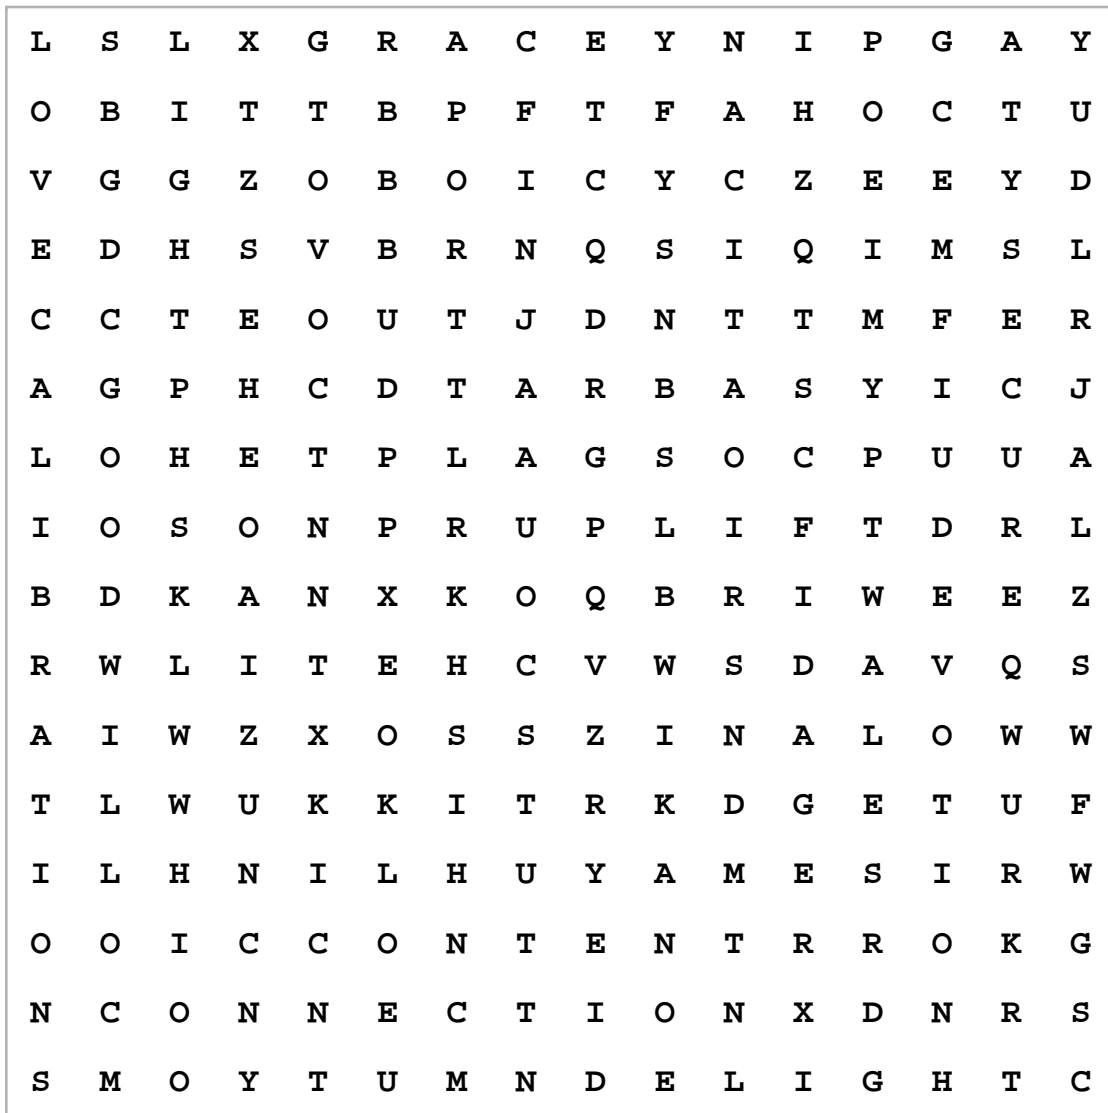 L S L X G R A C E Y N I P G A Y
O B I T T B P F T F A H O C T U
V G G Z O B O I C Y C Z E E Y D
E D H S V B R N Q S I Q I M S L
C C T E O U T J D N T T M F E R
A G P H C D T A R B A S Y I C J
L O H E T P L A G S O C P U U A
I O S O N P R U P L I F T D R L
B D K A N X K O Q B R I W E E Z
R W L I T E H C V W S D A V Q S
A I W Z X O S S Z I N A L O W W
T L W U K K I T R K D G E T U F
I L H N I L H U Y A M E S I R W
O O I C C O N T E N T R R O K G
N C O N N E C T I O N X D N R S
S M O Y T U M N D E L I G H T C